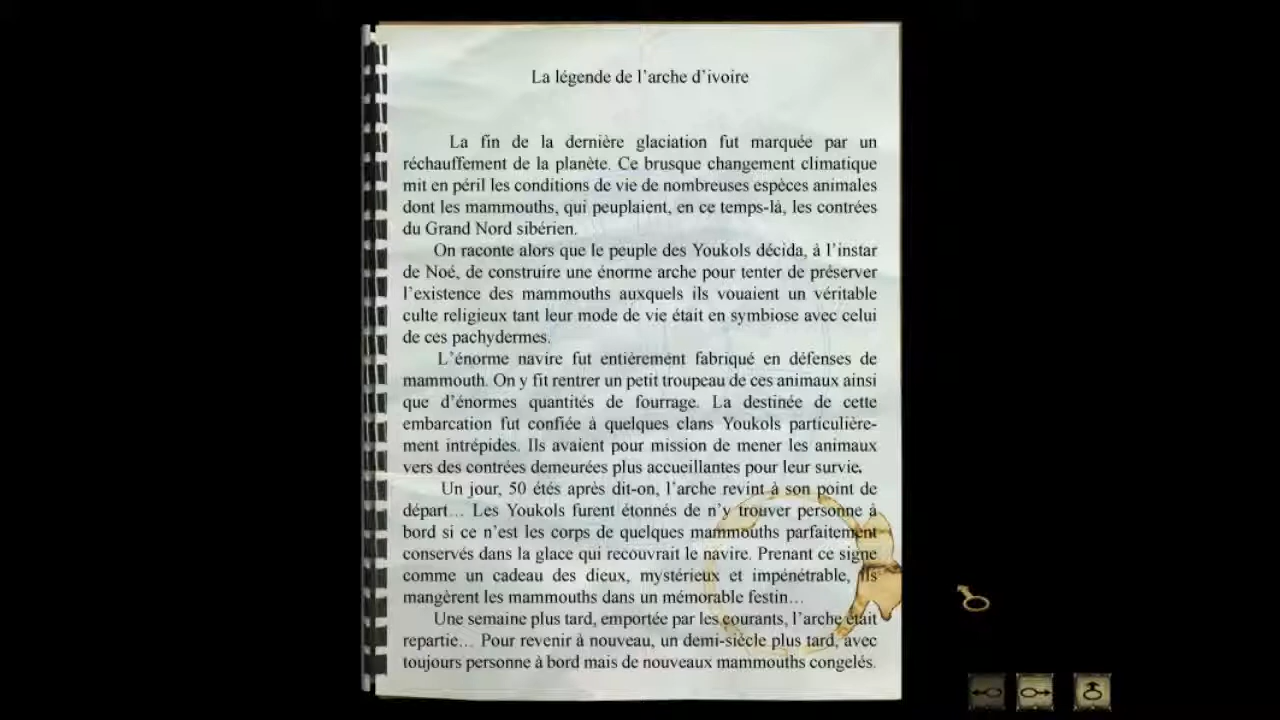 La légende de l'arche d'ivoire
La fin de la dernière glaciation fut marquée par un
réchauffement de la planète. Ce brusque changement climatique
mit en péril les conditions de vie de nombreuses espèces animales
dont les mammouths, qui peuplaient, en ce temps-là, les contrées
du Grand Nord sibérien.
On raconte alors que le peuple des Youkols décida, à l'instar
de Noé, de construire une énorme arche pour tenter de préserver
l'existence des mammouths auxquels ils vouaient un véritable
culte religieux tant leur mode de vie était en symbiose avec celui
de ces pachydermes.
L'énorme navire fut entièrement fabriqué en défenses de
mammouth. On y fit rentrer un petit troupeau de ces animaux ainsi
que d'énormes quantités de fourrage. La destinée de cette
embarcation fut confiée à quelques clans Youkols particulière-
ment intrépides. Ils avaient pour mission de mener les animaux
vers des contrées demeurées plus accueillantes pour leur survie.
Un jour, 50 étés après dit-on, l'arche revint à son point de
départ... Les Youkols furent étonnés de n'y trouver personne à
bord si ce n'est les corps de quelques mammouths parfaitement
conservés dans la glace qui recouvrait le navire. Prenant ce signe
comme un cadeau des dieux, mystérieux et impénétrable, ils
mangèrent les mammouths dans un mémorable festin...
Une semaine plus tard, emportée par les courants, l'arche était
repartie... Pour revenir à nouveau, un demi-siècle plus tard, avec
toujours personne à bord mais de nouveaux mammouths congelés.